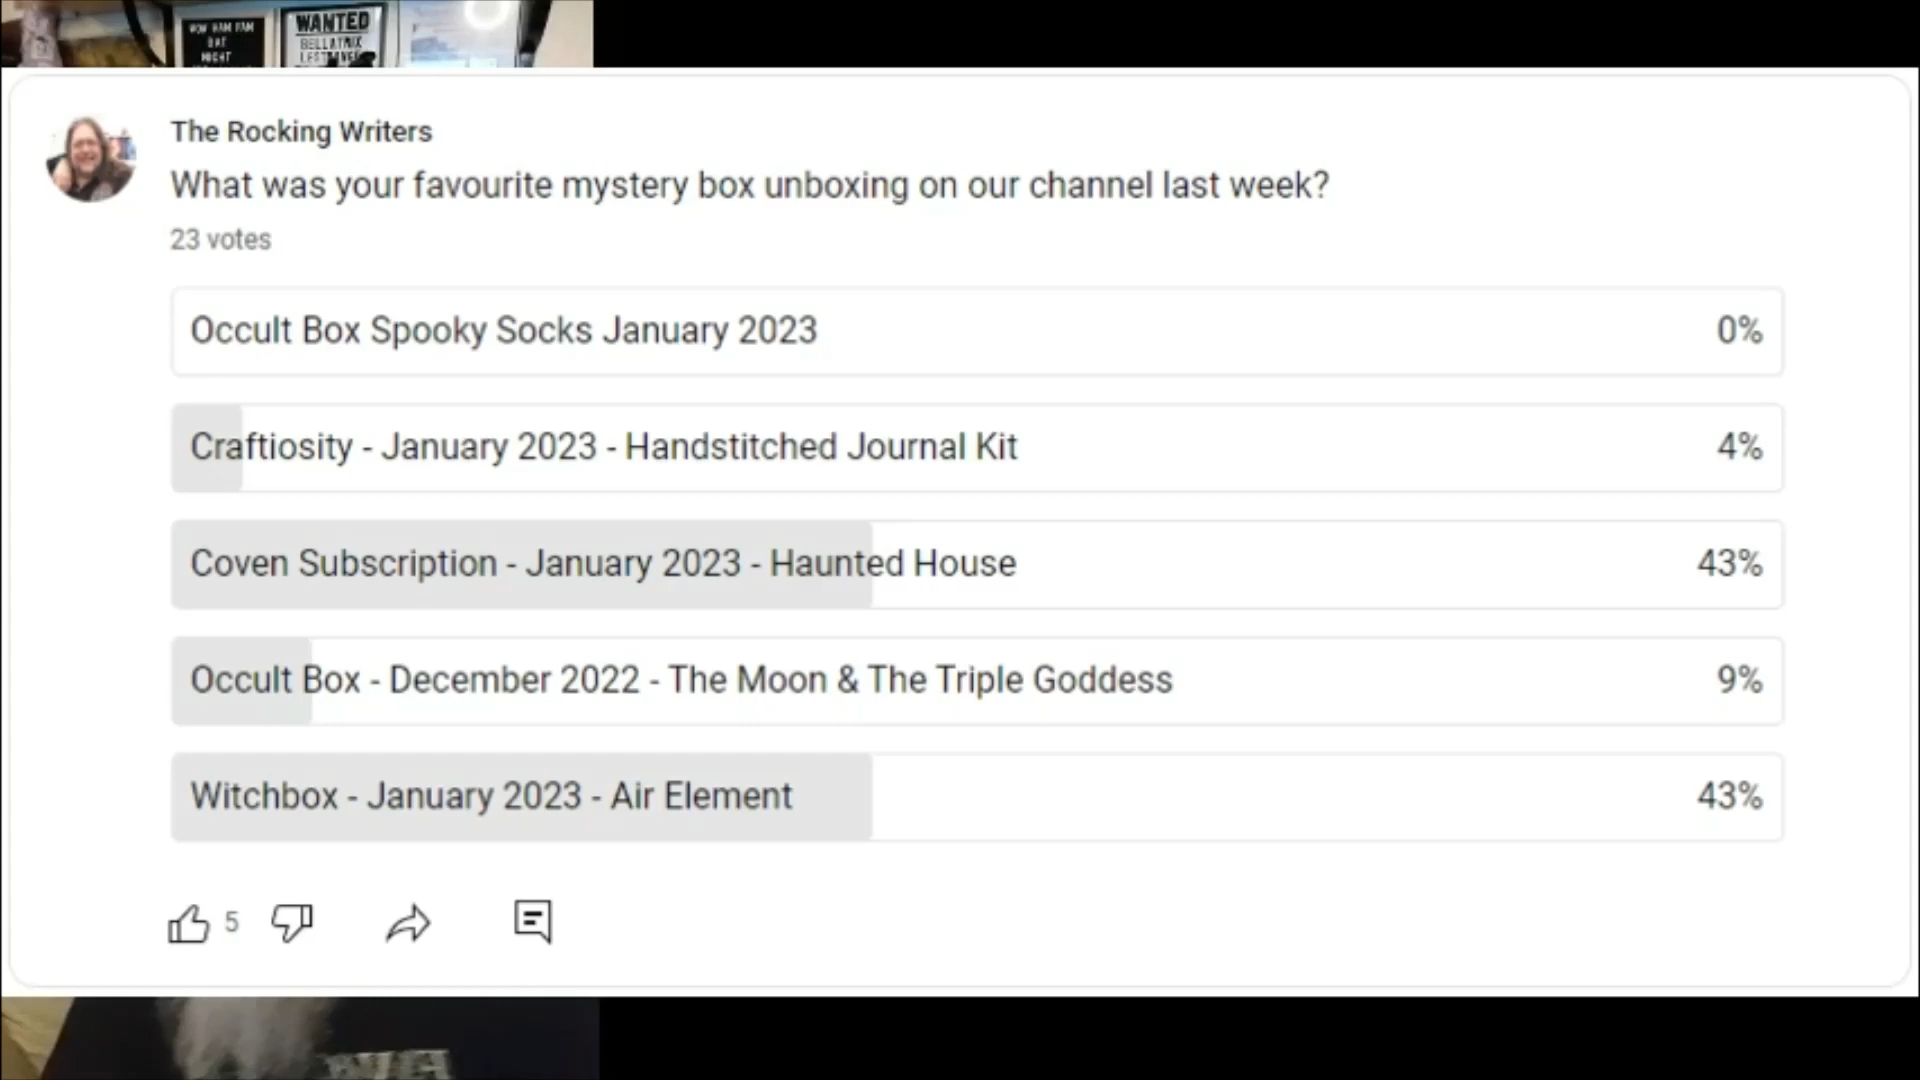 WANTED
BELLATRIX
NIGHT
The Rocking Writers
What was your favourite mystery box unboxing on our channel last week?
23 votes
Occult Box Spooky Socks January 2023
0%
Craftiosity - January 2023 - Handstitched Journal Kit
4%
Coven Subscription - January 2023 - Haunted House
43%
Occult Box - December 2022 - The Moon & The Triple Goddess
9%
Witchbox - January 2023 - Air Element
43%
5